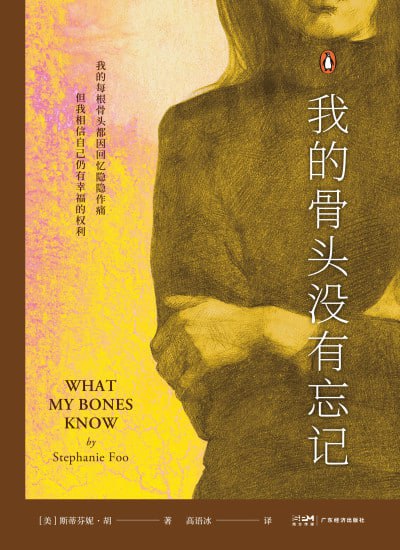 我的骨头没有忘记
我的每根骨头都因回忆隐隐作痛
但我相信自己仍有幸福的权利
WHAT
MY BONES
KNOW
by
Stephanie Foo
[美] 斯蒂芬妮·胡 —— 著 高语冰 —— 译
广东经济出版社